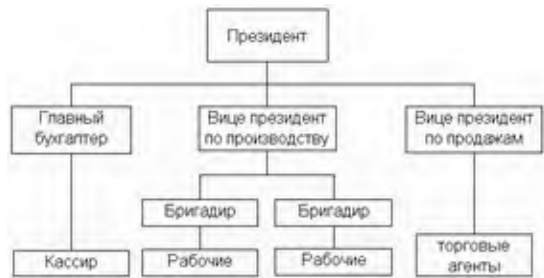 Президент
Главный
бухгалтер
Вице президент
по производству
Вице президент
по продажам
Бригадир
Бригадир
Кассир
Рабочие
Рабочие
торговые
агенты